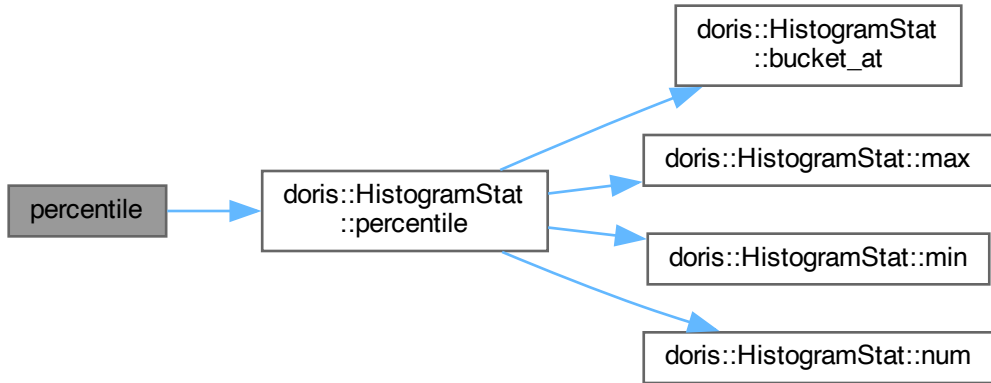 percentile
doris::HistogramStat
::percentile
doris::HistogramStat
::bucket_at
doris::HistogramStat::max
doris::HistogramStat::min
doris::HistogramStat::num